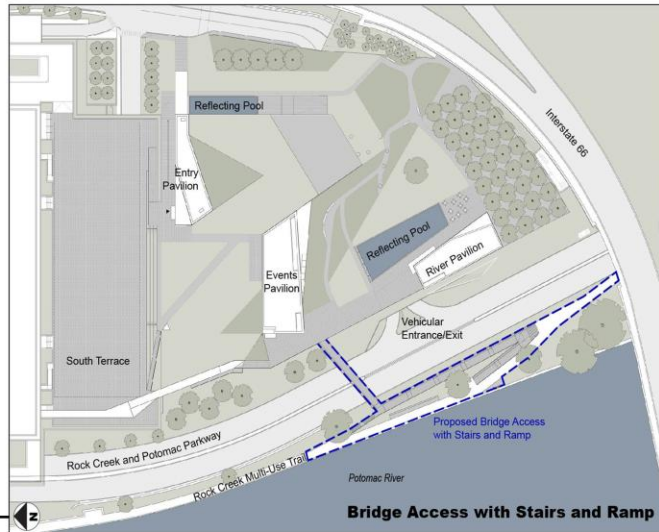 Reflecting Pool
Interstate 66
Entry
Pavilion
Reflecting Pool
River Pavilion
Events
Pavilion
Vehicular
Entrance/Exit
South Terrace
Proposed Bridge Access
with Stairs and Ramp
Rock Creek and Potomac Parkway
Rock Creek Multi-Use Trail
Potomac River
N
Bridge Access with Stairs and Ramp